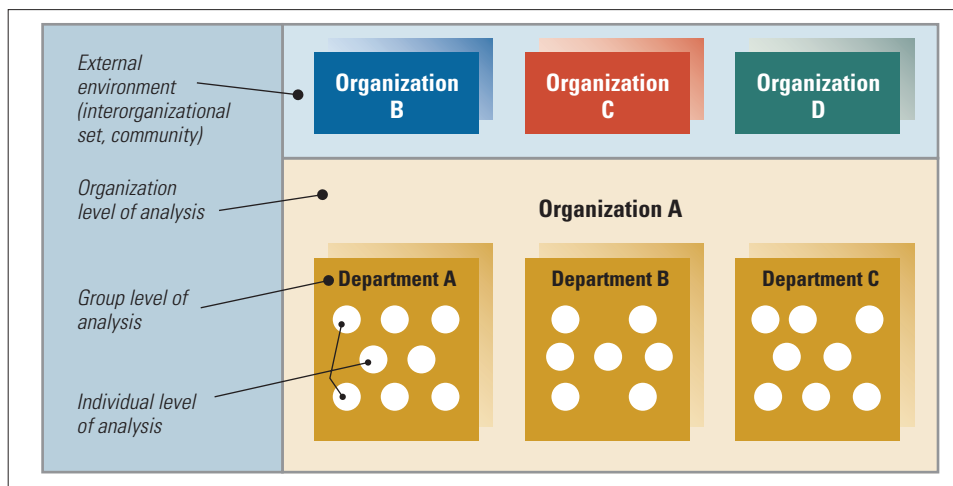 External
environment
(interorganizational
set, community)
Organization
B
Organization
C
Organization
D
Organization
level of analysis
Organization A
Group level of
analysis
Department A
Department B
Department C
Individual level
of analysis